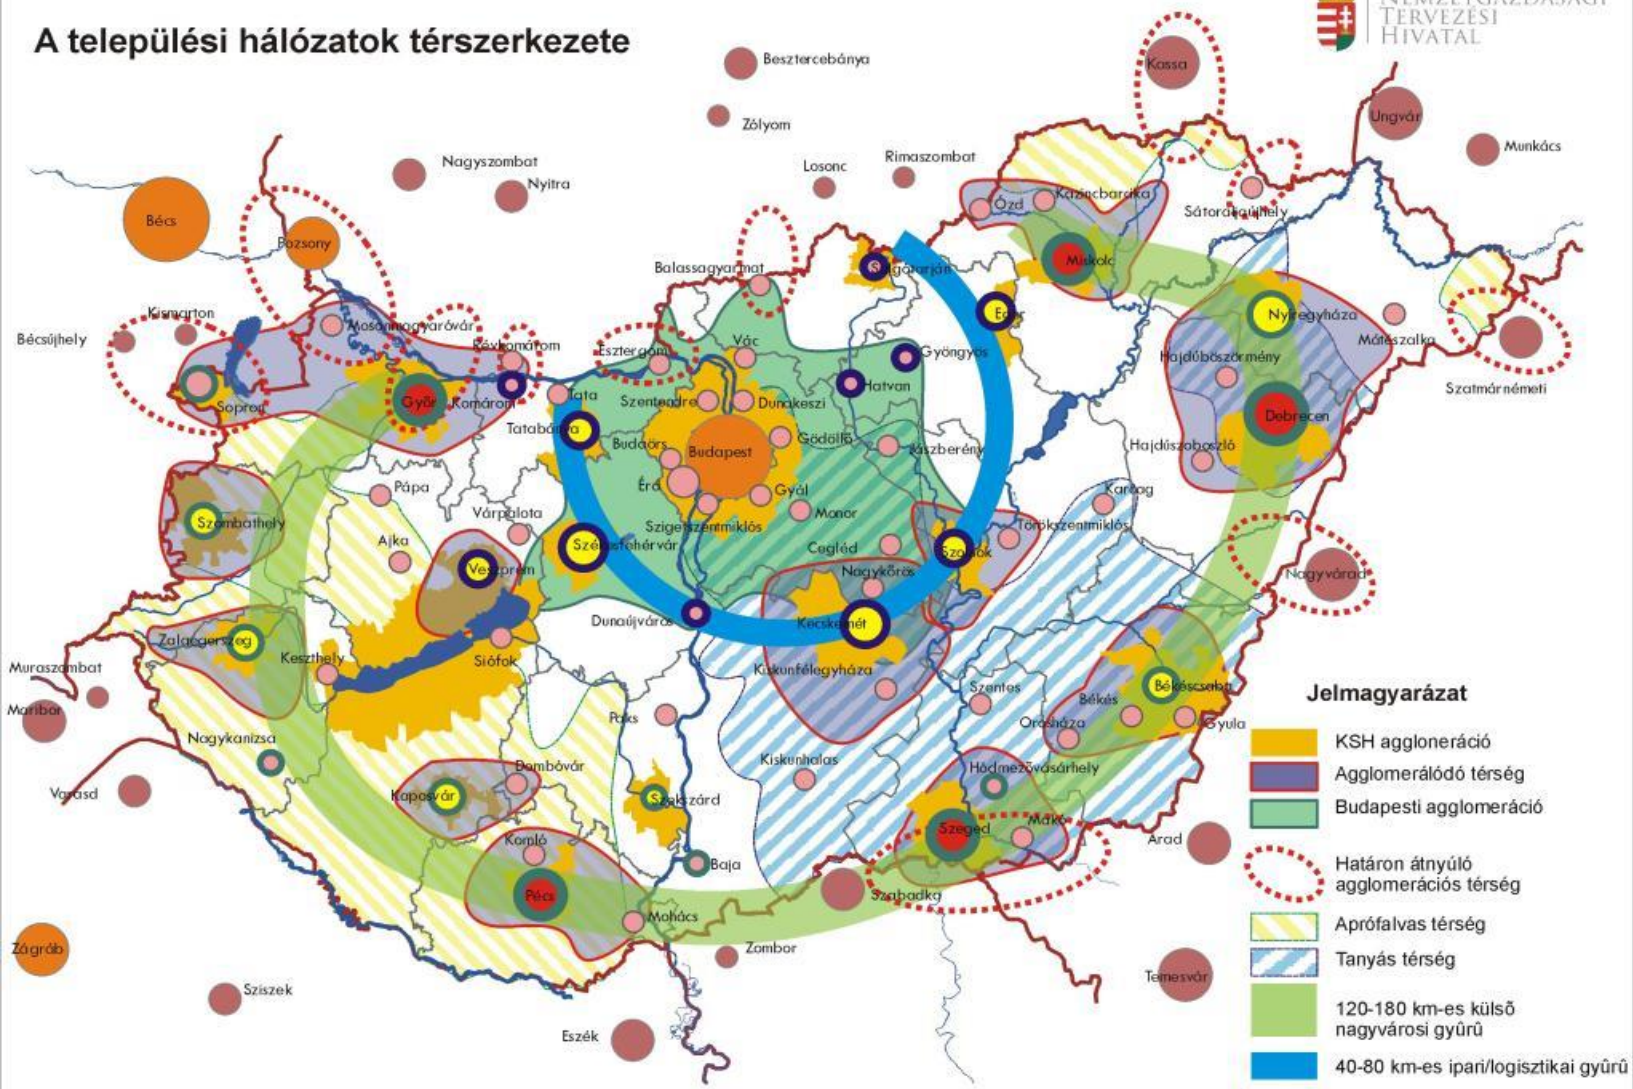 NEMZETGAZDASÁGI
TERVEZÉSI
HIVATAL
A települési hálózatok térszerkezete
Besztercebánya
Kassa
Ungvár
Zólyom
Munkács
Nagyszombat
Losonc
Rimaszombat
Nyitra
Kazincbarcika
Ózd
Sátoraljaújhely
Bécs
Pozsony
Miskolc
Balassagyarmat
Salgótarján
Kismarton
Bécsújhely
Mosonmagyaróvár
Révkomárom
Esztergom
Vác
Eger
Gyöngyös
Nyíregyháza
Mátészalka
Hajdúböszörmény
Szatmárnémeti
Hatvan
Sopron
Győr
Komárom
Tata
Szentendre
Dunakeszi
Debrecen
Tatabánya
Budaörs
Gödöllő
Budapest
Jászberény
Hajdúszoboszló
Pápa
Érd
Gyál
Karcag
Várpalota
Szigetszentmiklós
Monor
Törökszentmiklós
Szombathely
Ajka
Székesfehérvár
Cegléd
Szolnok
Veszprém
Nagykőrös
Nagyvárad
Dunaújváros
Kecskemét
Zalaegerszeg
Keszthely
Siófok
Kiskunfélegyháza
Muraszombat
Szentes
Békéscsaba
Békés
Maribor
Paks
Orosháza
Gyula
Nagykanizsa
Kiskunhalas
Hódmezővásárhely
Dombóvár
Varasd
Kaposvár
Szekszárd
Szeged
Makó
Komló
Arad
Baja
Pécs
Szabadka
Mohács
Zágráb
Zombor
Temesvár
Sziszek
Eszék
Jelmagyarázat
KSH agglomeráció
Agglomerálódó térség
Budapesti agglomeráció
Határon átnyúló
agglomerációs térség
Aprófalvas térség
Tanyás térség
120-180 km-es külsõ
nagyvárosi gyûrû
40-80 km-es ipari/logisztikai gyûrû